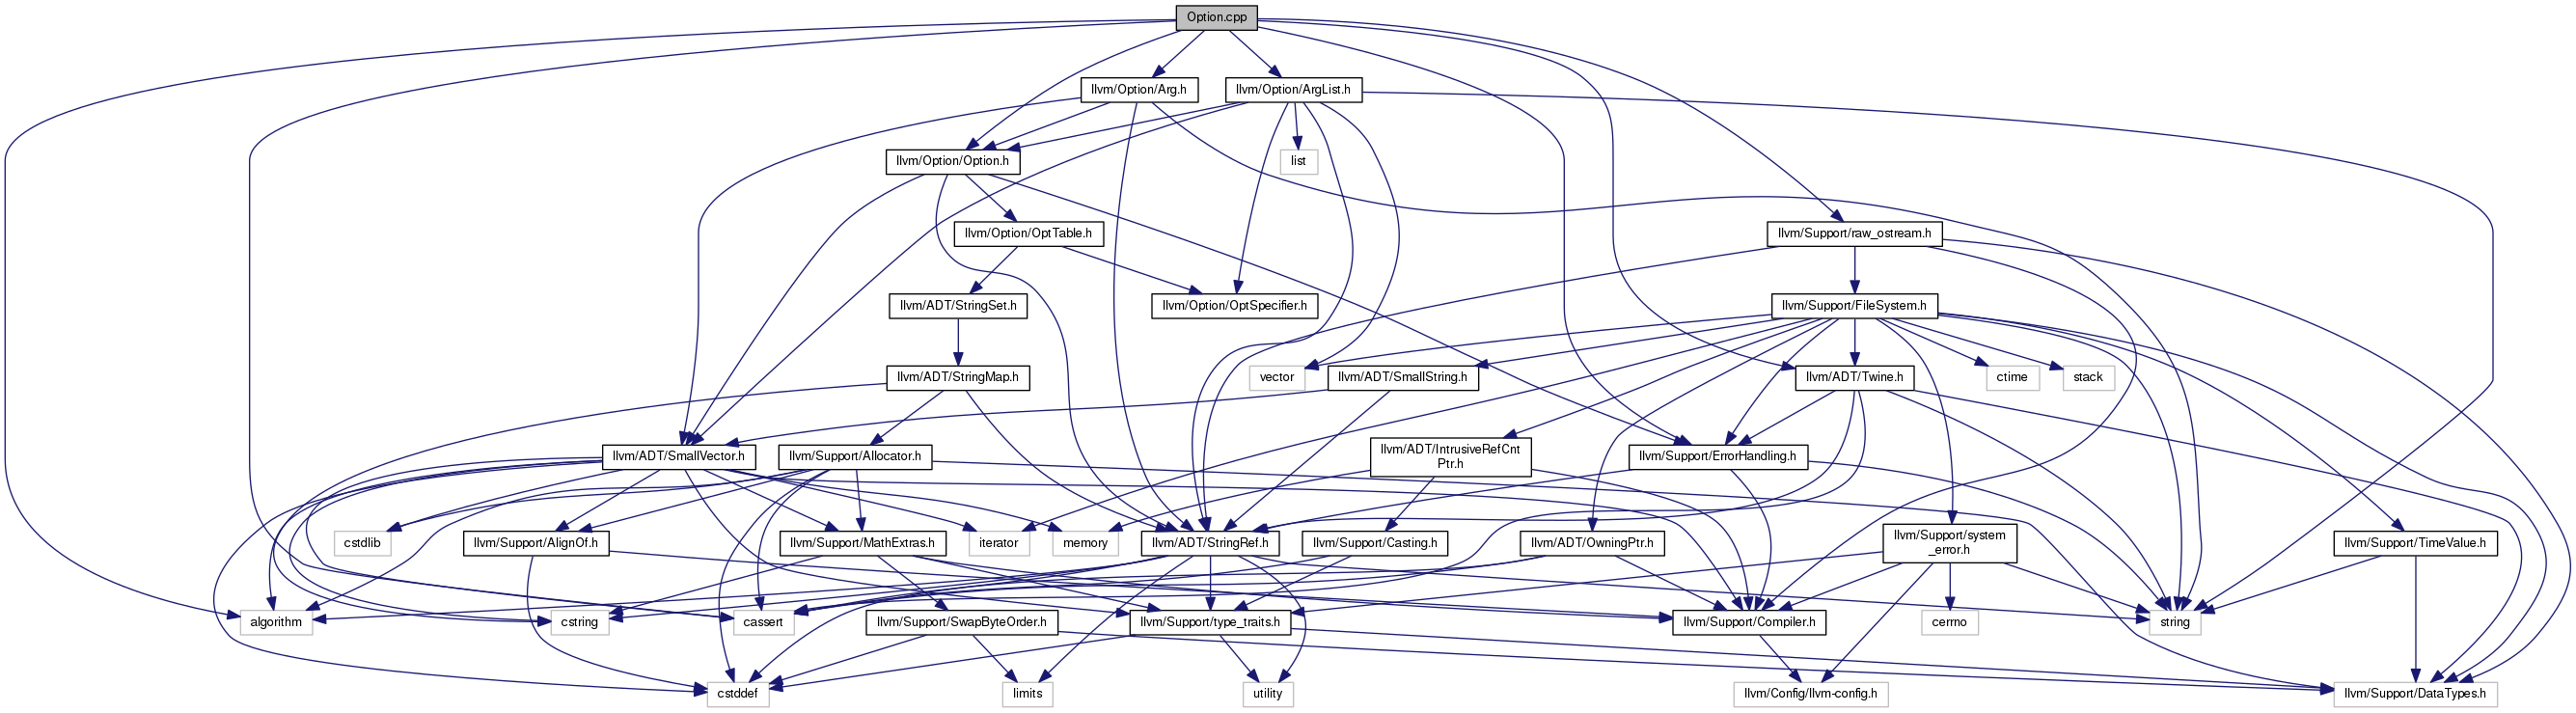 Option.cpp
llvm/Option/Arg.h
llvm/Option/ArgList.h
llvm/Option/Option.h
list
llvm/Option/OptTable.h
llvm/Support/raw_ostream.h
llvm/ADT/StringSet.h
llvm/Option/OptSpecifier.h
llvm/Support/FileSystem.h
llvm/ADT/StringMap.h
vector
llvm/ADT/SmallString.h
llvm/ADT/Twine.h
ctime
stack
llvm/ADT/SmallVector.h
llvm/Support/Allocator.h
llvm/ADT/IntrusiveRefCnt
Ptr.h
llvm/Support/ErrorHandling.h
cstdlib
llvm/Support/AlignOf.h
llvm/Support/MathExtras.h
iterator
memory
llvm/ADT/StringRef.h
llvm/Support/Casting.h
llvm/ADT/OwningPtr.h
llvm/Support/system
_error.h
llvm/Support/TimeValue.h
algorithm
cstring
cassert
llvm/Support/SwapByteOrder.h
llvm/Support/type_traits.h
llvm/Support/Compiler.h
cerrno
string
cstddef
limits
utility
llvm/Config/llvm-config.h
llvm/Support/DataTypes.h